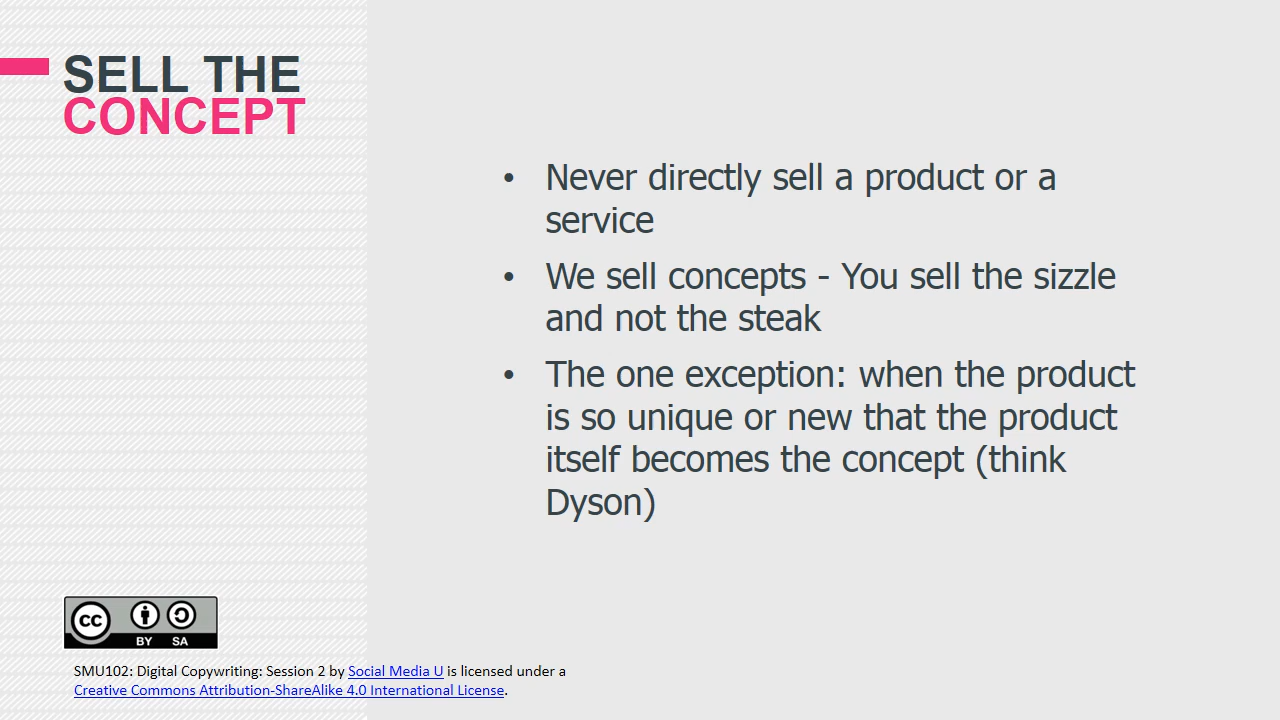 SELL THE
CONCEPT
• Never directly sell a product or a
service
• We sell concepts - You sell the sizzle
and not the steak
• The one exception: when the product
is so unique or new that the product
itself becomes the concept (think
Dyson)
CC BY SA
SMU102: Digital Copywriting: Session 2 by Social Media U is licensed under a
Creative Commons Attribution-ShareAlike 4.0 International License.